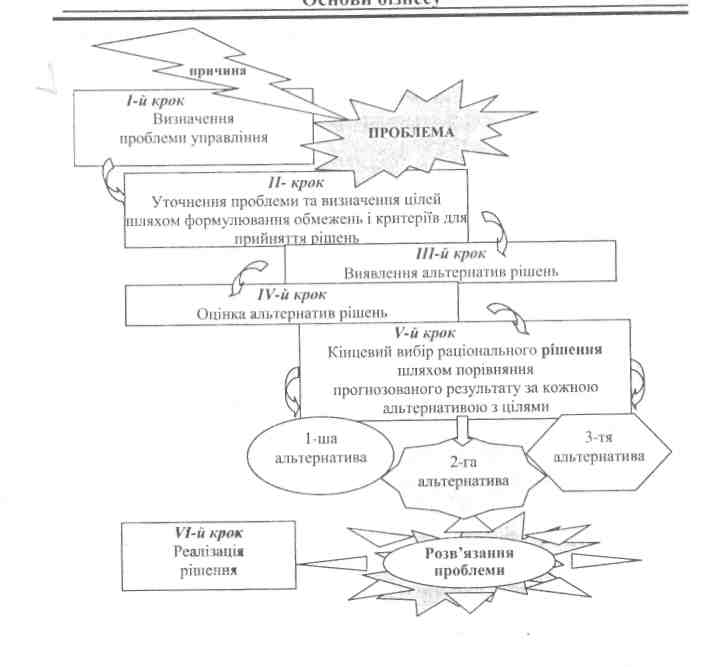 Основи бізнесу
причина
І-й крок
Визначення
проблеми управління
ПРОБЛЕМА
ІІ- крок
Уточнення проблеми та визначення цілей
шляхом формулювання обмежень і критеріїв для
прийняття рішень
ІІІ-й крок
Виявлення альтернатив рішень
IV-й крок
Оцінка альтернатив рішень
V-й крок
Кінцевий вибір раціонального рішення
шляхом порівняння
прогнозованого результату за кожною
альтернативою з цілями
1-ша
альтернатива
2-га
альтернатива
3-тя
альтернатива
VI-й крок
Реалізація
рішення
Розв’язання
проблеми